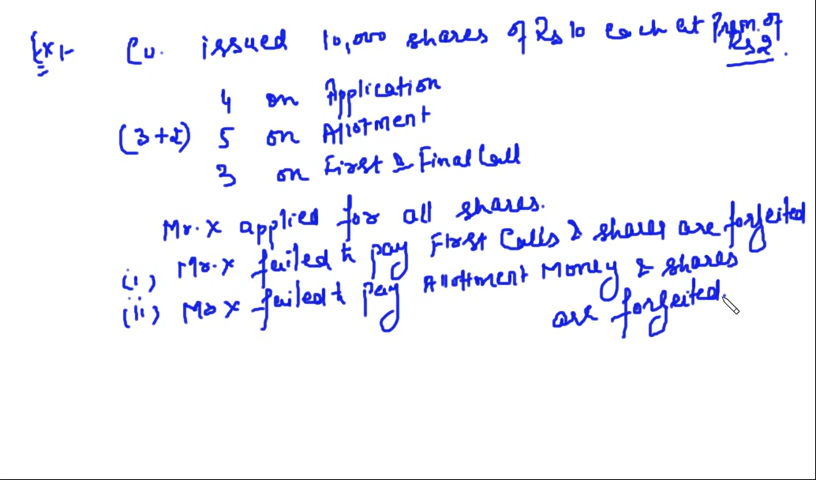 Ex:- Co. issued 10,000 shares of Rs 10 each at Prem. of Rs 2.
4 on Application
(3+2) 5 on Allotment
3 on First & Final Call
Mr. X applied for all shares.
(i) Mr. X failed to pay First Calls & shares are forfeited
(ii) Mr X failed to pay Allottment Money & shares
are forfeited.